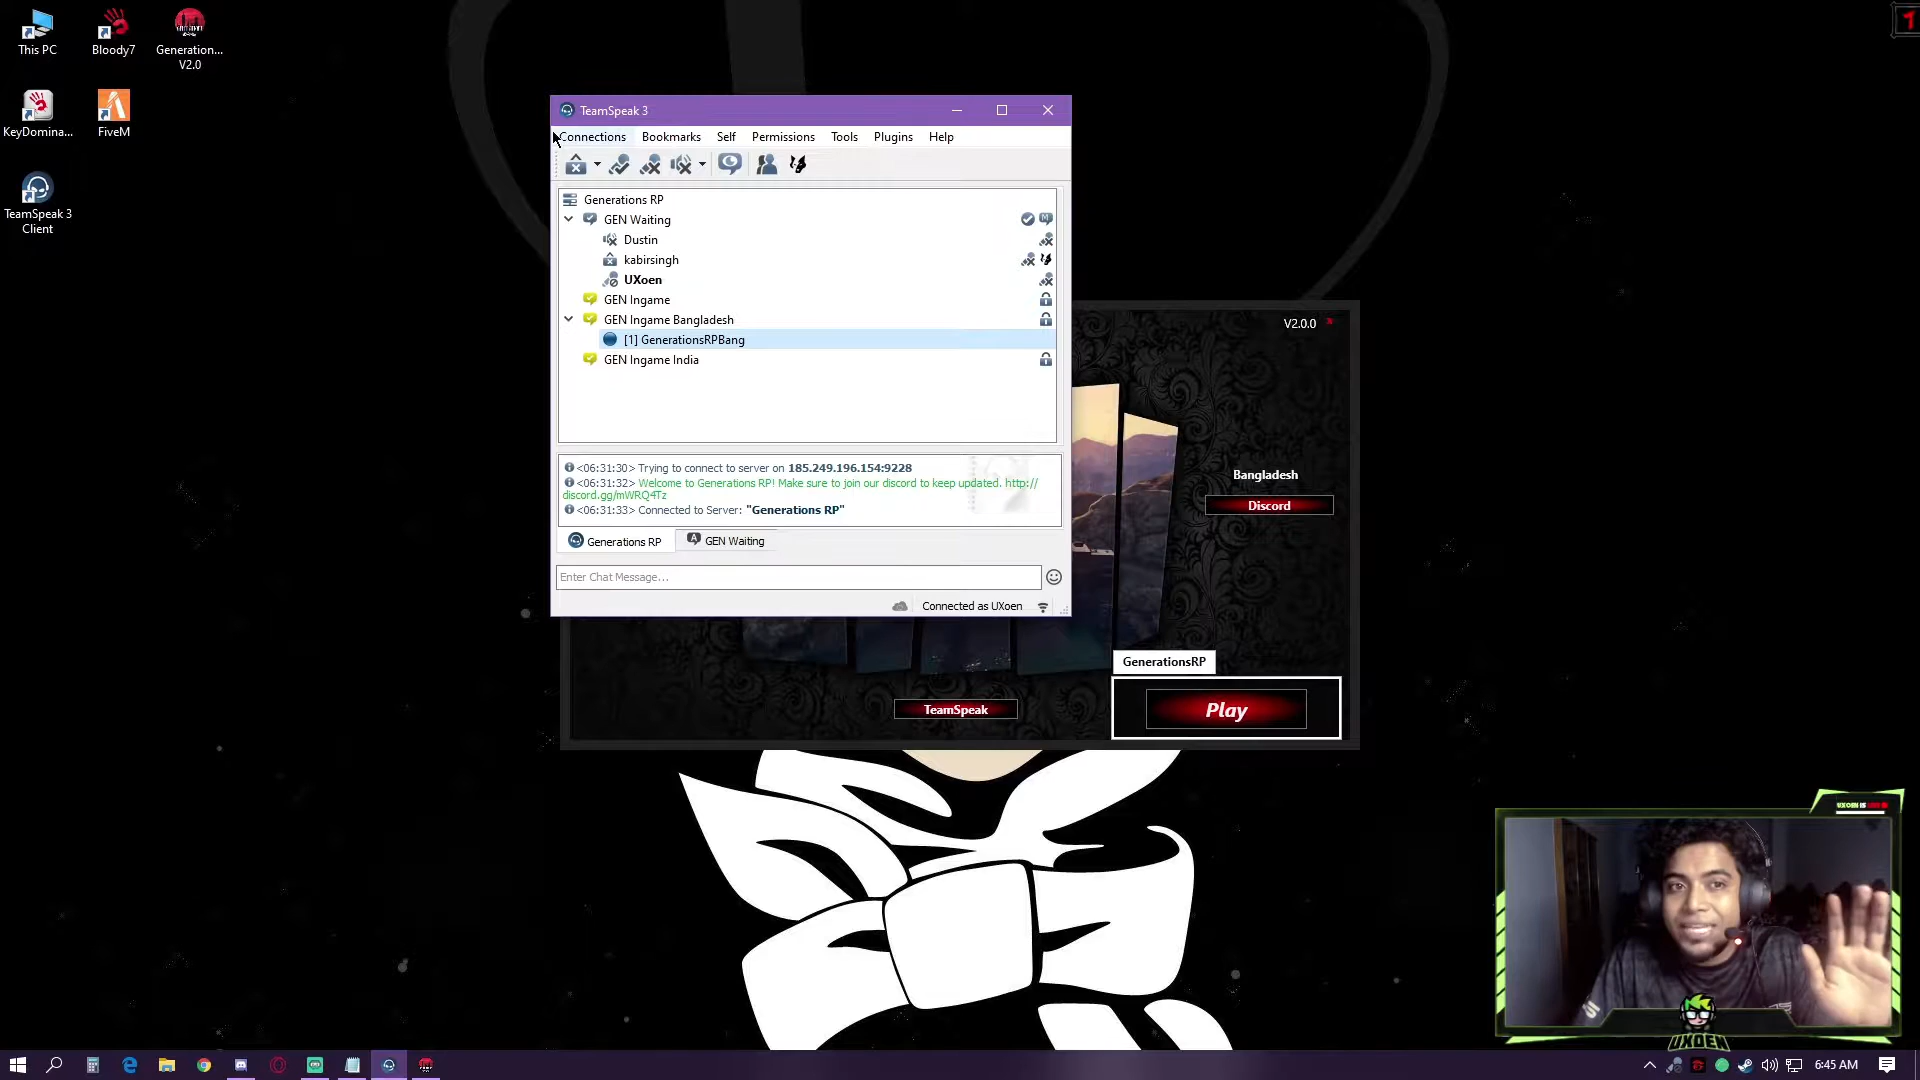 This PC
Bloody7
Generation...
V2.0
KeyDomina...
FiveM
TeamSpeak 3
Client
TeamSpeak 3
Connections Bookmarks Self Permissions Tools Plugins Help
Generations RP
GEN Waiting
Dustin
kabirsingh
UXoen
GEN Ingame
GEN Ingame Bangladesh
[1] GenerationsRPBang
GEN Ingame India
<06:31:30> Trying to connect to server on 185.249.196.154:9228
<06:31:32> Welcome to Generations RP! Make sure to join our discord to keep updated. http://
discord.gg/mWRQ4Tz
<06:31:33> Connected to Server: "Generations RP"
Generations RP
GEN Waiting
Enter Chat Message...
Connected as UXoen
V2.0.0
Bangladesh
Discord
GenerationsRP
TeamSpeak
Play
1
UXOEN IS
UXOEN
6:45 AM